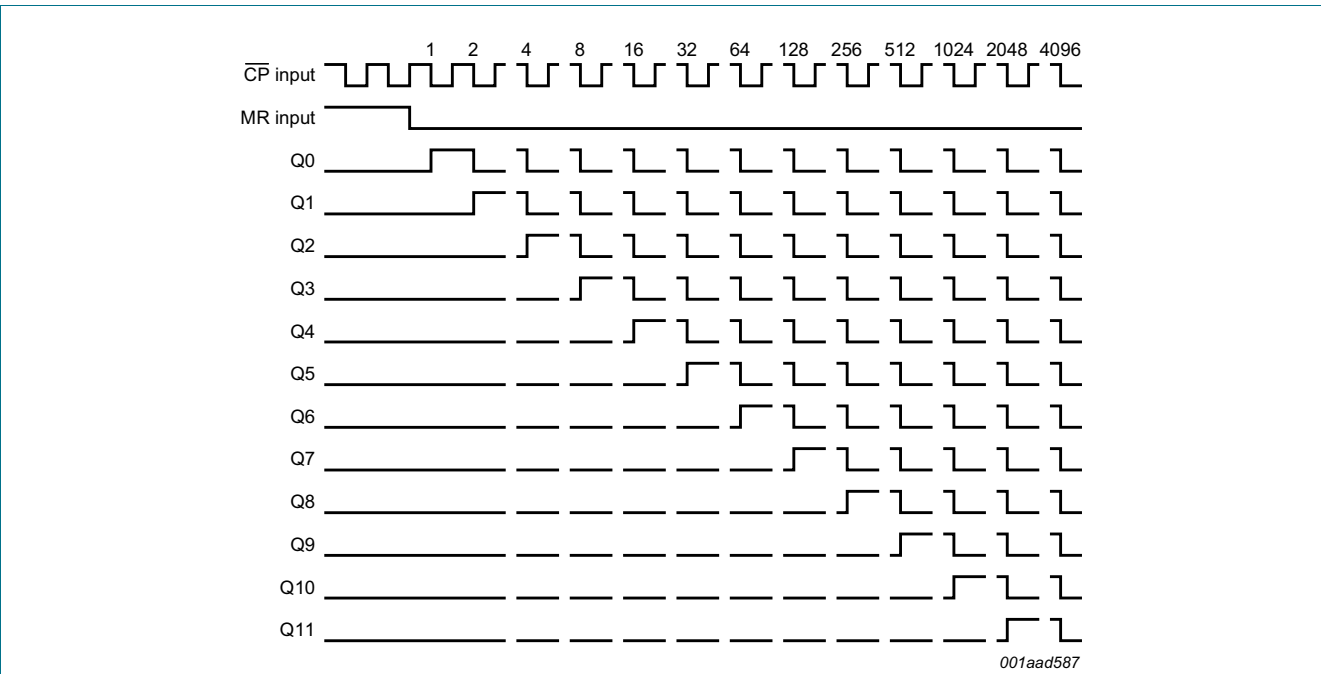 1 2 4 8 16 32 64 128 256 512 1024 2048 4096
C̅P̅ input
MR input
Q0
Q1
Q2
Q3
Q4
Q5
Q6
Q7
Q8
Q9
Q10
Q11
001aad587